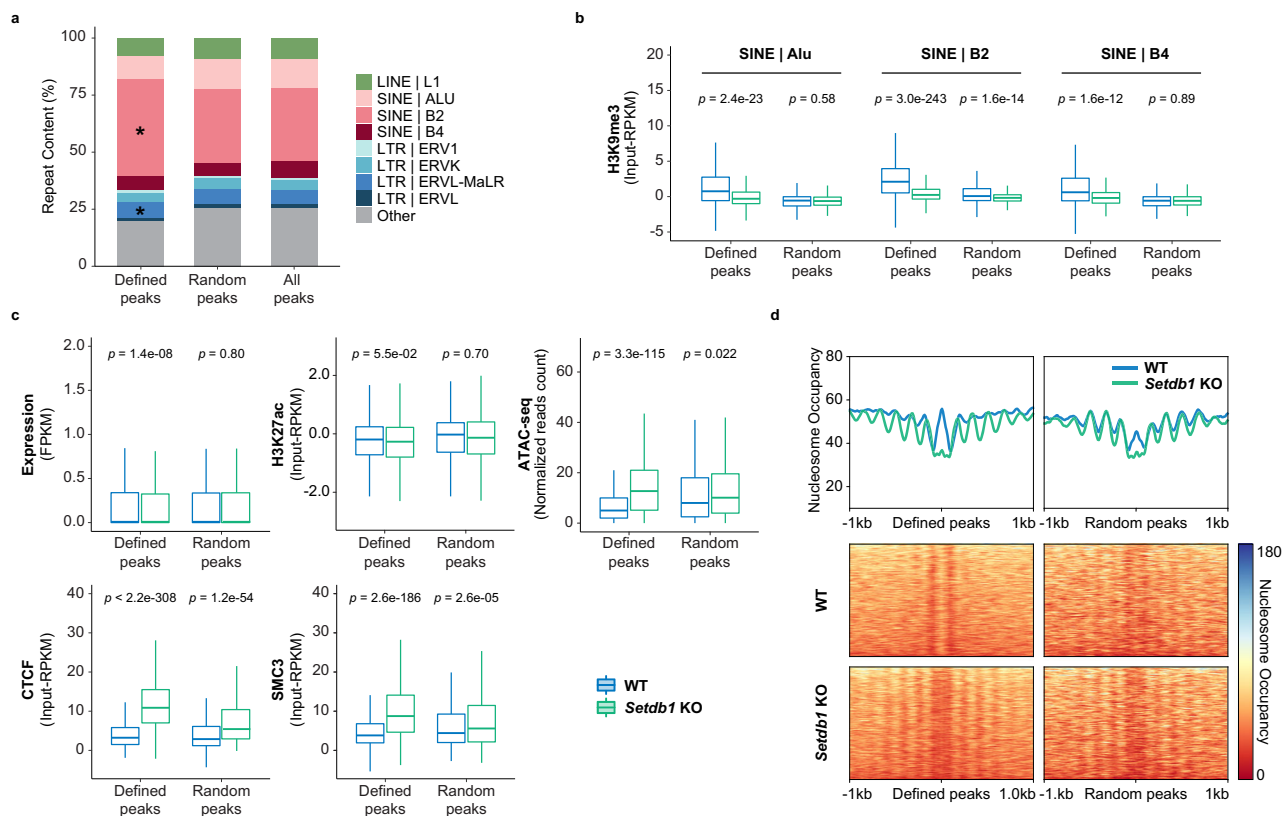 a
100
75
50
25
0
Repeat Content (%)
*
*
Defined peaks
Random peaks
All peaks
LINE | L1
SINE | ALU
SINE | B2
SINE | B4
LTR | ERV1
LTR | ERVK
LTR | ERVL-MaLR
LTR | ERVL
Other
b
SINE | Alu
SINE | B2
SINE | B4
p = 2.4e-23
p = 0.58
p = 3.0e-243
p = 1.6e-14
p = 1.6e-12
p = 0.89
20
15
10
5
0
-5
H3K9me3
(Input-RPKM)
Defined peaks
Random peaks
Defined peaks
Random peaks
Defined peaks
Random peaks
c
p = 1.4e-08
p = 0.80
2.0
1.5
1.0
0.5
0.0
Expression
(FPKM)
Defined peaks
Random peaks
p = 5.5e-02
p = 0.70
2.0
0.0
-2.0
H3K27ac
(Input-RPKM)
Defined peaks
Random peaks
p = 3.3e-115
p = 0.022
60
40
20
0
ATAC-seq
(Normalized reads count)
Defined peaks
Random peaks
p < 2.2e-308
p = 1.2e-54
40
30
20
10
0
CTCF
(Input-RPKM)
Defined peaks
Random peaks
p = 2.6e-186
p = 2.6e-05
40
30
20
10
0
SMC3
(Input-RPKM)
Defined peaks
Random peaks
WT
Setdb1 KO
d
80
60
40
20
Nucleosome Occupancy
WT
Setdb1 KO
-1kb Defined peaks 1kb
-1kb Random peaks 1kb
WT
Setdb1 KO
-1kb Defined peaks 1.0kb
-1.kb Random peaks 1kb
180
Nucleosome Occupancy
0